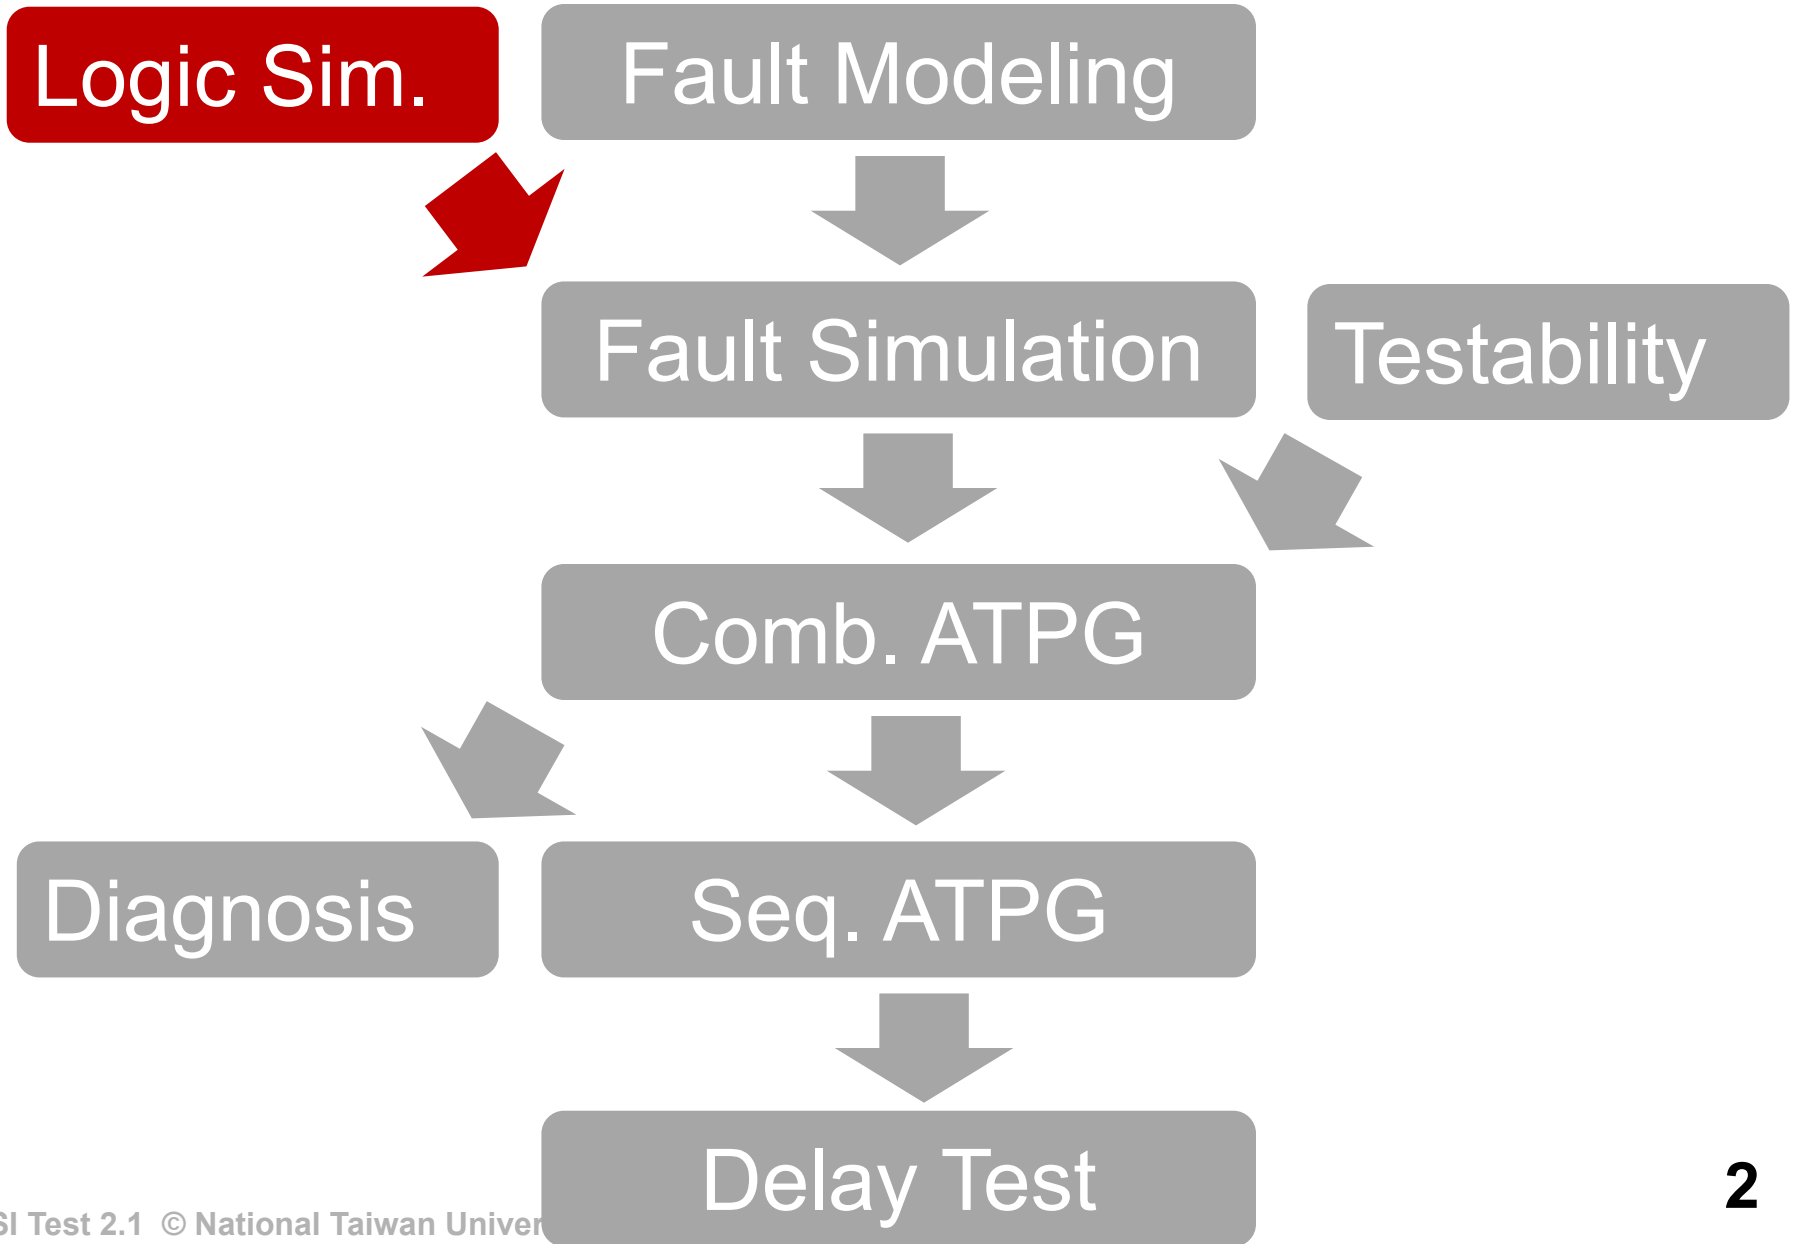 Logic Sim.
Fault Modeling
Fault Simulation
Testability
Comb. ATPG
Diagnosis
Seq. ATPG
Delay Test
Test 2.1 © National Taiwan
2